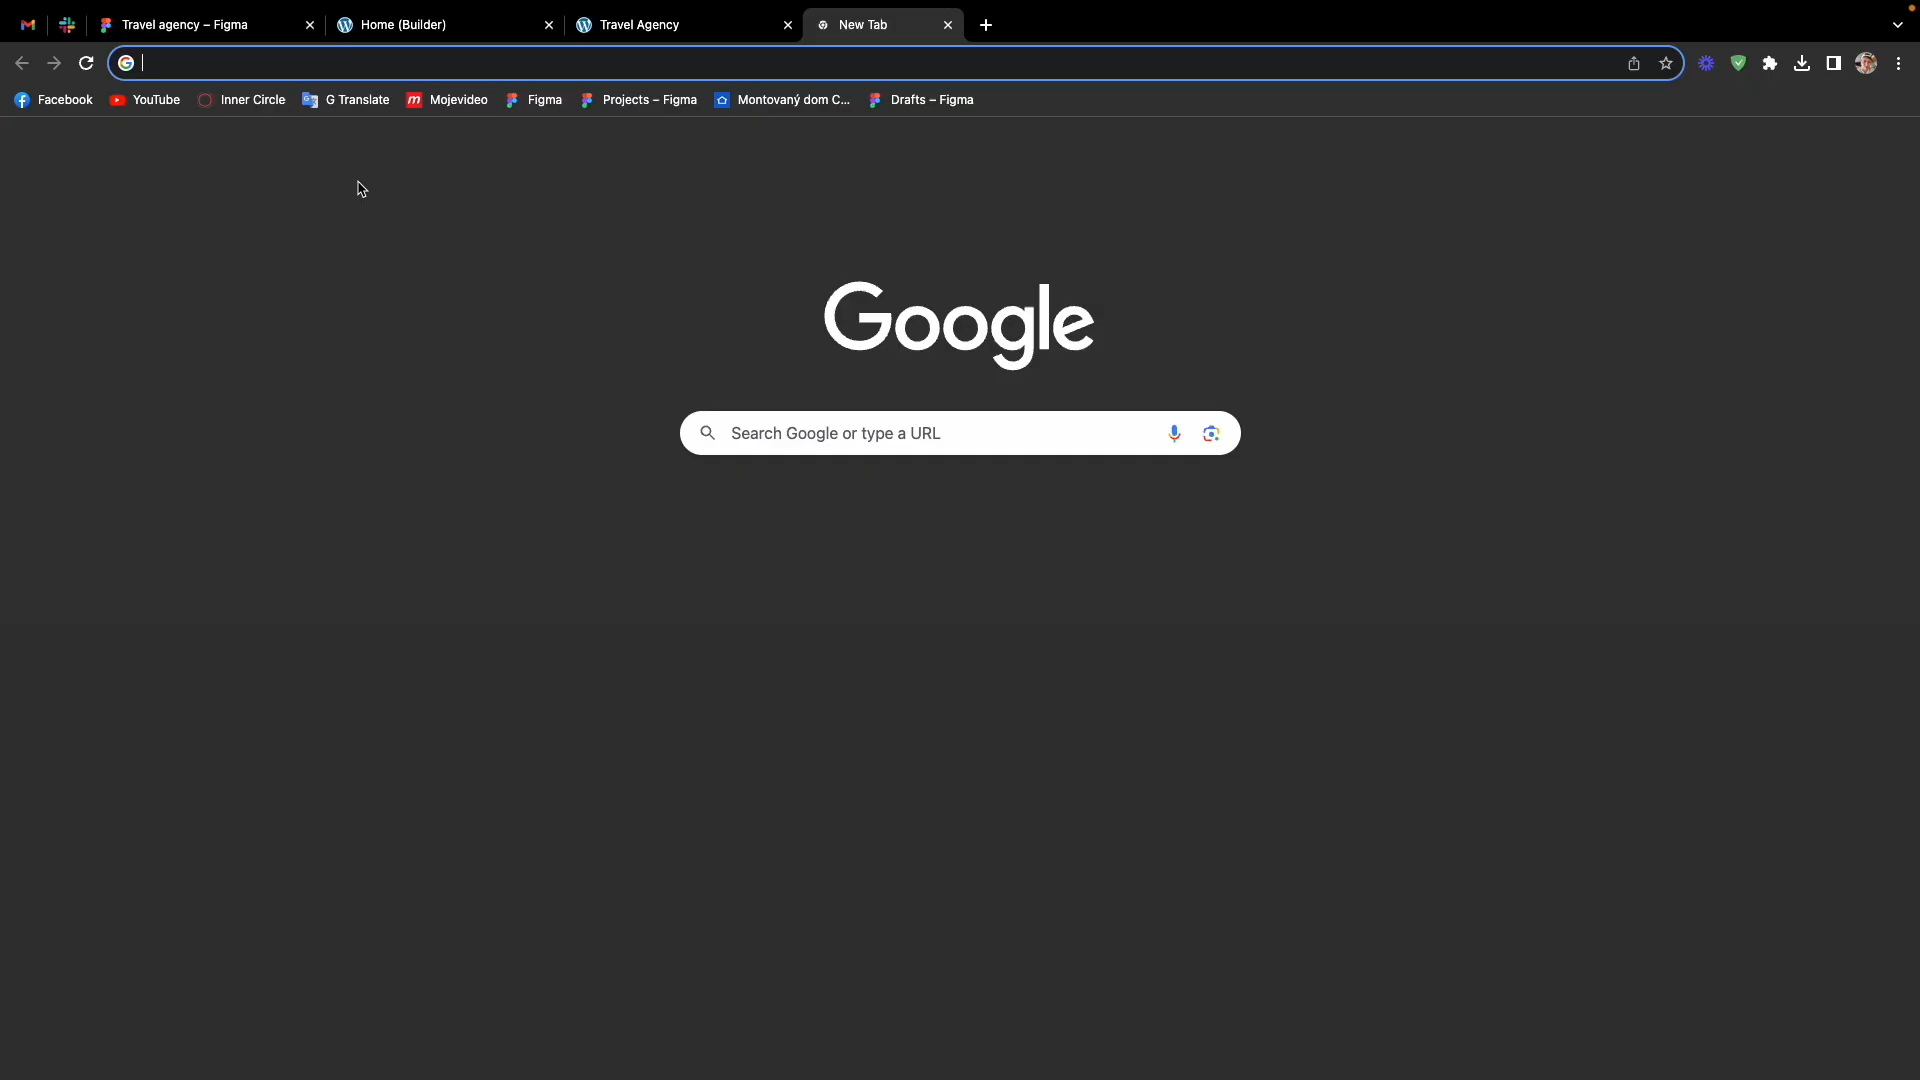 Travel agency – Figma
Home (Builder)
Travel Agency
New Tab
Facebook
YouTube
Inner Circle
G Translate
Mojevideo
Figma
Projects – Figma
Montovaný dom C...
Drafts – Figma
Google
Search Google or type a URL